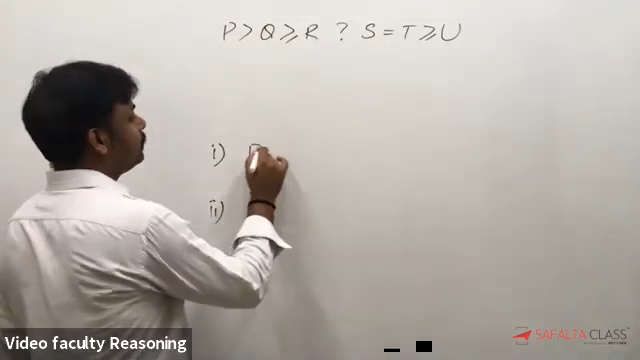 P > Q ⩾ R ? S = T ⩾ U
i)
ii)
Video faculty Reasoning
SAFALTA CLASS